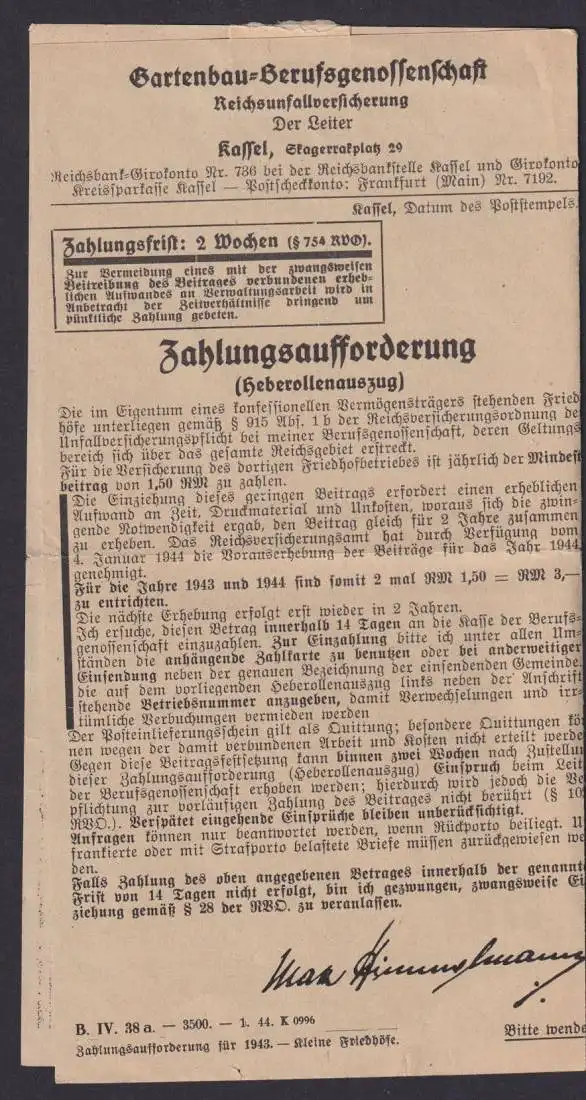 Gartenbau-Berufsgenossenschaft
Reichsunfallversicherung
Der Leiter
Kassel, Skagerrakplatz 29
Reichsbank-Girokonto Nr. 736 bei der Reichsbankstelle Kassel und Girokonto
Kreissparkasse Kassel — Postscheckkonto: Frankfurt (Main) Nr. 7192.
Kassel, Datum des Poststempels.
Zahlungsfrist: 2 Wochen (§ 754 RVO).
Zur Vermeidung eines mit der zwangsweisen
Beitreibung des Beitrages verbundenen erheb-
lichen Aufwandes an Verwaltungsarbeit wird in
Anbetracht der Zeitverhältnisse dringend um
pünktliche Zahlung gebeten.
Zahlungsaufforderung
(Heberollenauszug)
Die im Eigentum eines konfessionellen Vermögensträgers stehenden Fried
höfe unterliegen gemäß § 915 Abs. 1 b der Reichsversicherungsordnung de
Unfallversicherungspflicht bei meiner Berufsgenossenschaft, deren Geltungs
bereich sich über das gesamte Reichsgebiet erstreckt.
Für die Versicherung des dortigen Friedhofbetriebes ist jährlich der Mindest
beitrag von 1,50 RM zu zahlen.
Die Einziehung dieses geringen Beitrags erfordert einen erheblichen
Aufwand an Zeit, Druckmaterial und Unkosten, woraus sich die zwin-
gende Notwendigkeit ergab, den Beitrag gleich für 2 Jahre zusammen
zu erheben. Das Reichsversicherungsamt hat durch Verfügung vom
4. Januar 1944 die Vorauserhebung der Beiträge für das Jahr 1944
genehmigt.
Für die Jahre 1943 und 1944 sind somit 2 mal RM 1,50 = RM 3,—
zu entrichten.
Die nächste Erhebung erfolgt erst wieder in 2 Jahren.
Ich ersuche, diesen Betrag innerhalb 14 Tagen an die Kasse der Berufs-
genossenschaft einzuzahlen. Zur Einzahlung bitte ich unter allen Um-
ständen die anhängende Zahlkarte zu benutzen oder bei anderweitiger
Einsendung neben der genauen Bezeichnung der einsendenden Gemeinde
die auf dem vorliegenden Heberollenauszug links neben der Anschrift
stehende Betriebsnummer anzugeben, damit Verwechselungen und irr-
tümliche Verbuchungen vermieden werden
Der Posteinlieferungsschein gilt als Quittung; besondere Quittungen kön
nen wegen der damit verbundenen Arbeit und Kosten nicht erteilt werde
Gegen diese Beitragsfestsetzung kann binnen zwei Wochen nach Zustellun
dieser Zahlungsaufforderung (Heberollenauszug) Einspruch beim Leit
der Berufsgenossenschaft erhoben werden; hierdurch wird jedoch die Ve
pflichtung zur vorläufigen Zahlung des Beitrages nicht berührt (§ 10
RVO.). Verspätet eingehende Einsprüche bleiben unberücksichtigt.
Anfragen können nur beantwortet werden, wenn Rückporto beiliegt. U
frankierte oder mit Strafporto belastete Briefe müssen zurückgewiesen we
den.
Falls Zahlung des oben angegebenen Betrages innerhalb der genannte
Frist von 14 Tagen nicht erfolgt, bin ich gezwungen, zwangsweise Ei
ziehung gemäß § 28 der RVO. zu veranlassen.
Max Himmelmann
B. IV. 38 a. — 3500. — 1. 44. K 0996
Zahlungsaufforderung für 1943. — Kleine Friedhöfe.
Bitte wende